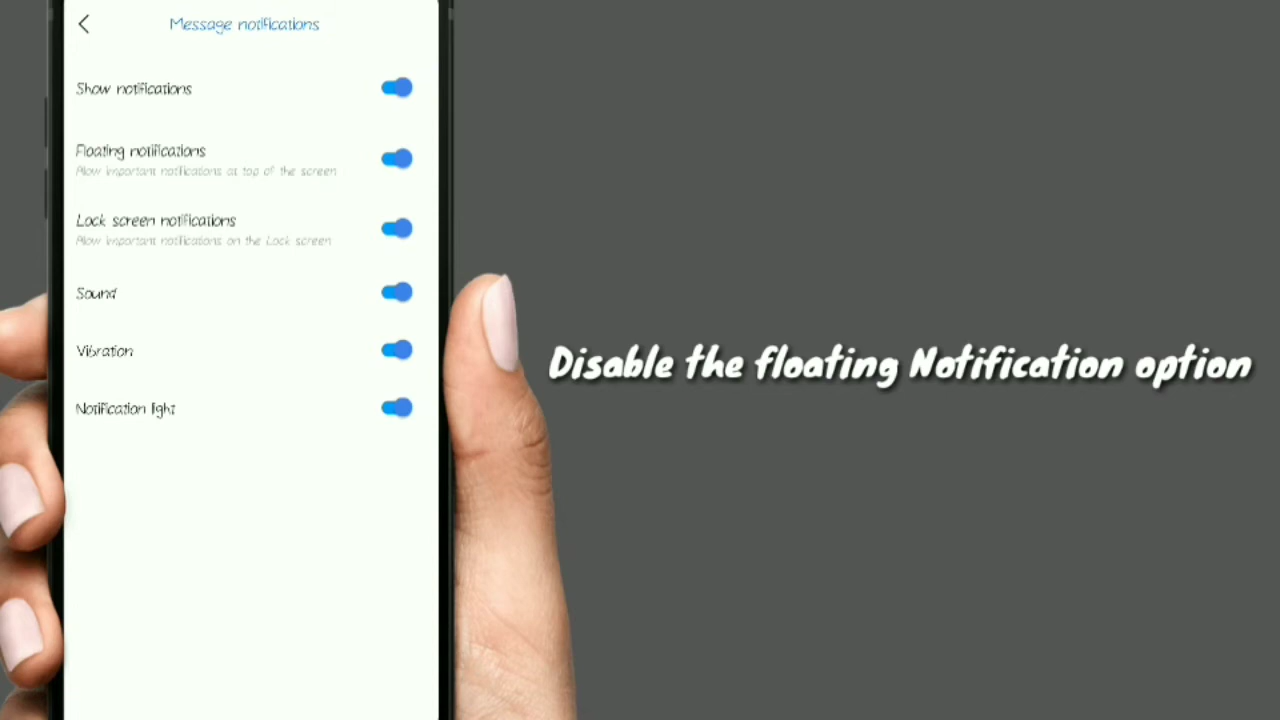 Message notifications
Show notifications
Floating notifications
Allow important notifications at top of the screen
Lock screen notifications
Allow important notifications on the Lock screen
Sound
Vibration
Notification light
Disable the floating Notification option